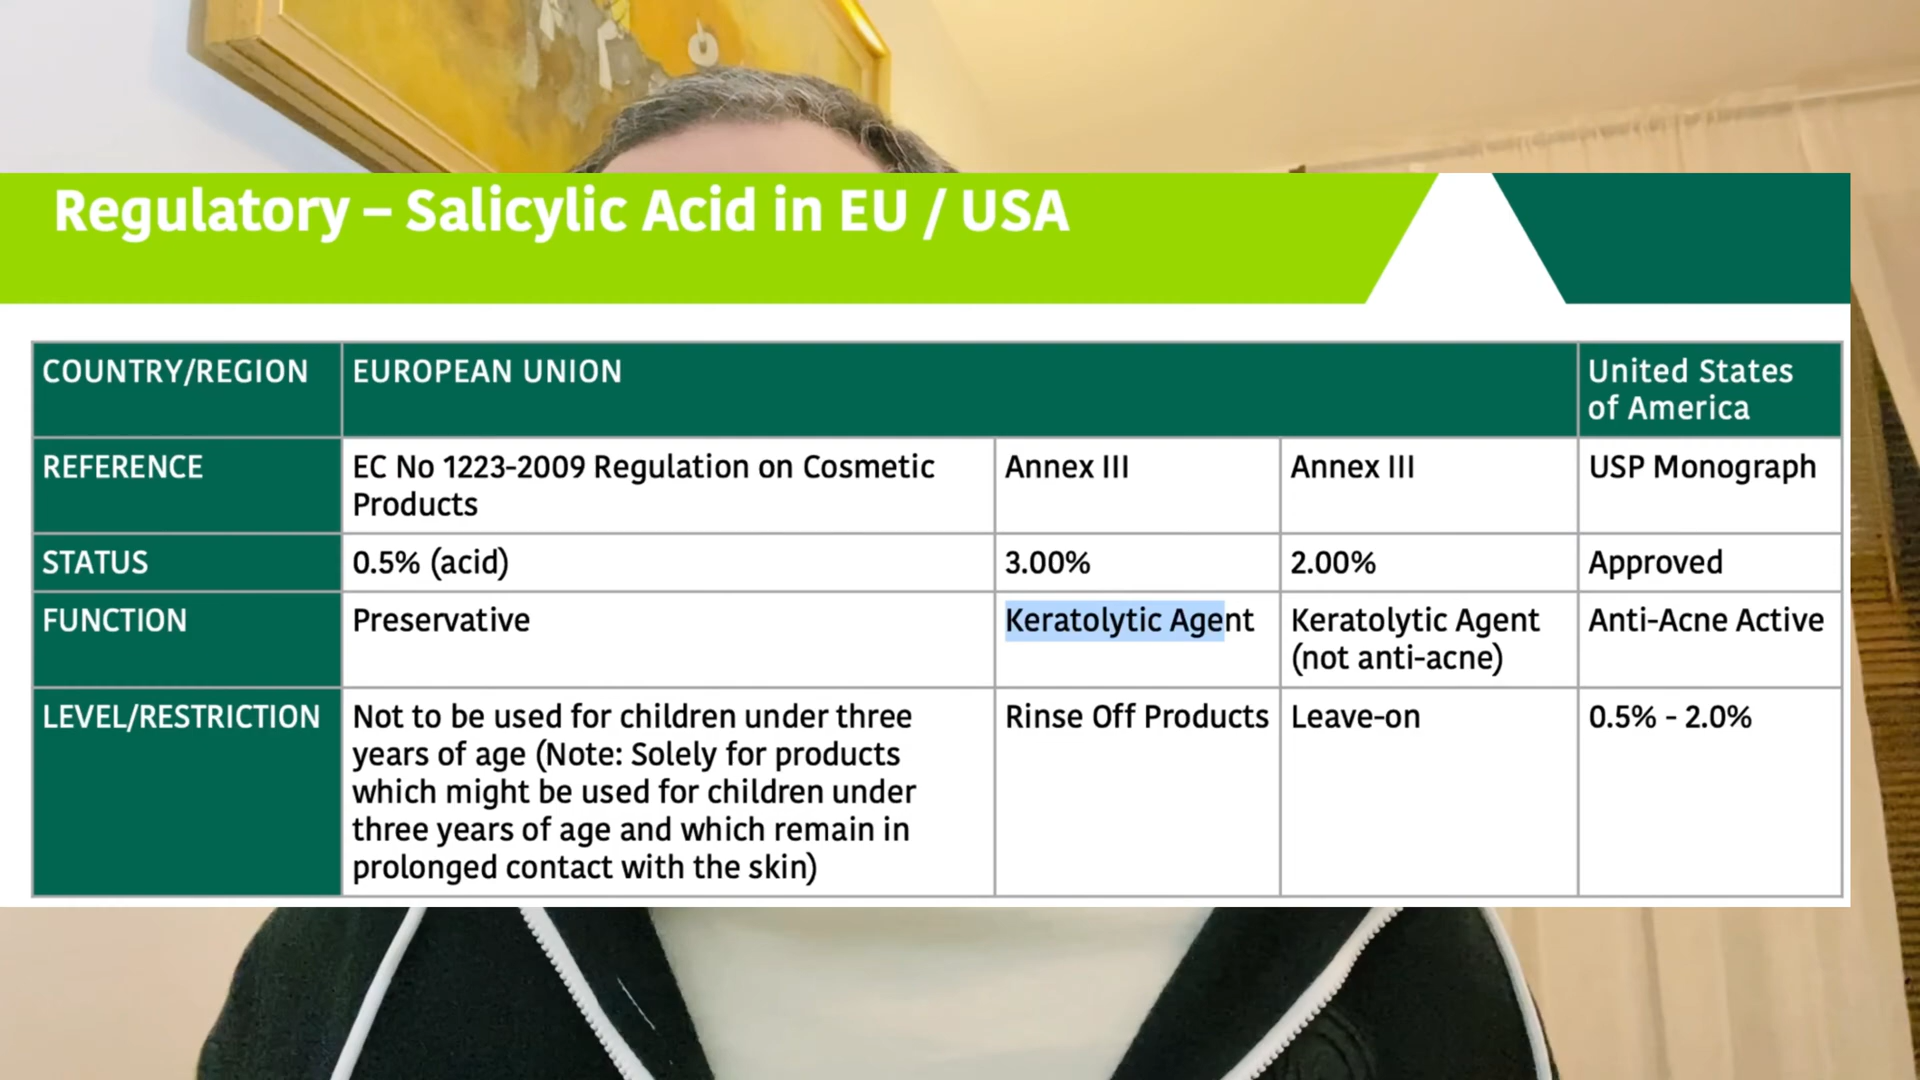 Regulatory – Salicylic Acid in EU / USA
COUNTRY/REGION
EUROPEAN UNION
United States
of America
REFERENCE
EC No 1223-2009 Regulation on Cosmetic
Products
Annex III
Annex III
USP Monograph
STATUS
0.5% (acid)
3.00%
2.00%
Approved
FUNCTION
Preservative
Keratolytic Agent
Keratolytic Agent
(not anti-acne)
Anti-Acne Active
LEVEL/RESTRICTION
Not to be used for children under three
years of age (Note: Solely for products
which might be used for children under
three years of age and which remain in
prolonged contact with the skin)
Rinse Off Products
Leave-on
0.5% - 2.0%